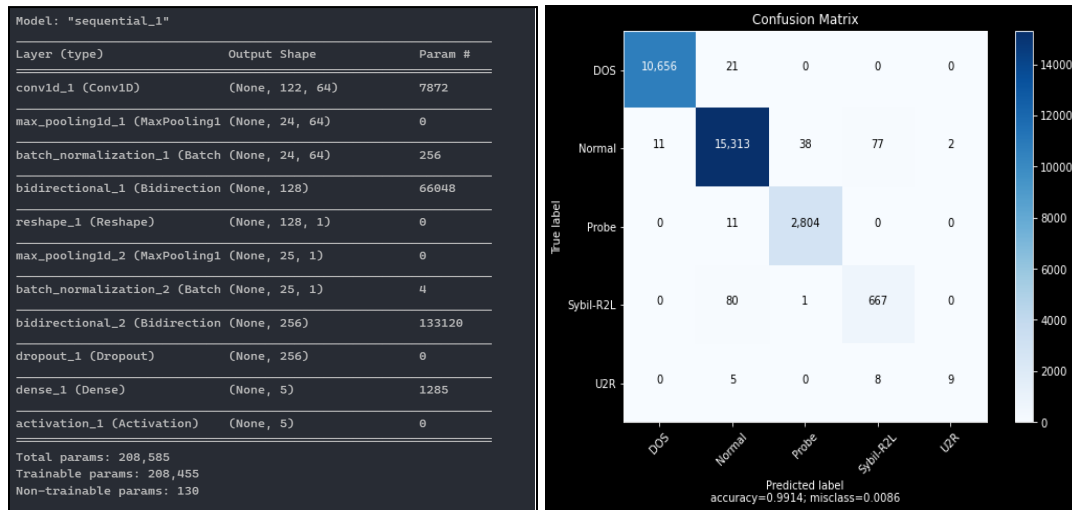 Model: "sequential_1"
Layer (type) Output Shape Param #
conv1d_1 (Conv1D) (None, 122, 64) 7872
max_pooling1d_1 (MaxPooling1 (None, 24, 64) 0
batch_normalization_1 (Batch (None, 24, 64) 256
bidirectional_1 (Bidirection (None, 128) 66048
reshape_1 (Reshape) (None, 128, 1) 0
max_pooling1d_2 (MaxPooling1 (None, 25, 1) 0
batch_normalization_2 (Batch (None, 25, 1) 4
bidirectional_2 (Bidirection (None, 256) 133120
dropout_1 (Dropout) (None, 256) 0
dense_1 (Dense) (None, 5) 1285
activation_1 (Activation) (None, 5) 0
Total params: 208,585
Trainable params: 208,455
Non-trainable params: 130
Confusion Matrix
True label
DOS 10,656 21 0 0 0
Normal 11 15,313 38 77 2
Probe 0 11 2,804 0 0
Sybil-R2L 0 80 1 667 0
U2R 0 5 0 8 9
DOS Normal Probe Sybil-R2L U2R
Predicted label
accuracy=0.9914; misclass=0.0086
14000
12000
10000
8000
6000
4000
2000
0